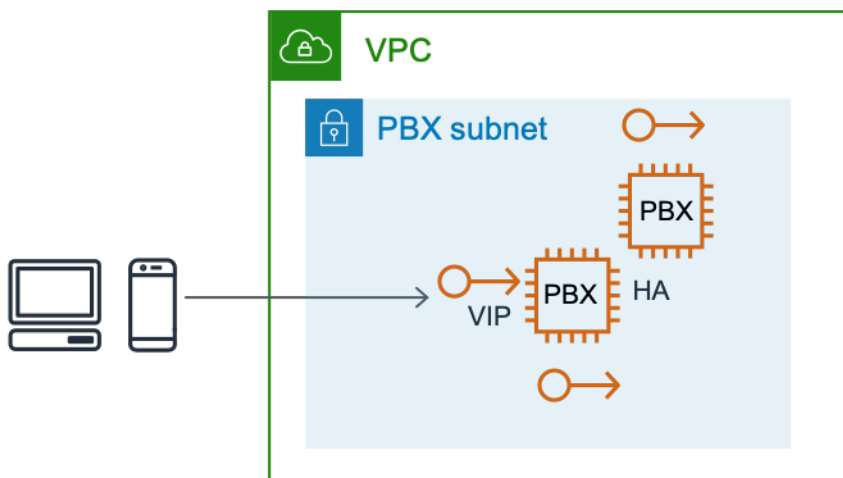 VPC
PBX subnet
PBX
PBX
HA
VIP